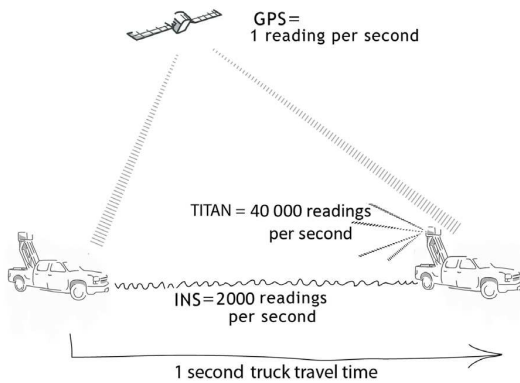 GPS=
1 reading per second
TITAN = 40 000 readings
per second
INS=2000 readings
per second
1 second truck travel time